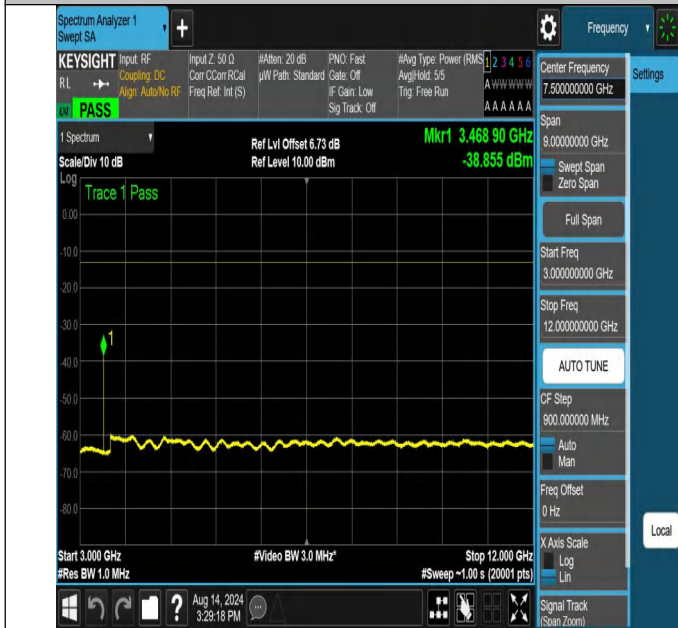 Spectrum Analyzer 1
Swept SA
Frequency
KEYSIGHT
RL
PASS
Input: RF
Coupling: DC
Align: Auto/No RF
Input Z: 50 Ω
Corr CCorr RCal
Freq Ref: Int (S)
#Atten: 20 dB
µW Path: Standard
PNO: Fast
Gate: Off
IF Gain: Low
Sig Track: Off
#Avg Type: Power (RMS
Avg|Hold: 5/5
Trig: Free Run
1 2 3 4 5 6
A W W W W W
A A A A A A
1 Spectrum
Scale/Div 10 dB
Ref Lvl Offset 6.73 dB
Ref Level 10.00 dBm
Mkr1 3.468 90 GHz
-38.855 dBm
Log
Trace 1 Pass
0.00
-10.0
-20.0
-30.0
-40.0
-50.0
-60.0
-70.0
-80.0
1
Start 3.000 GHz
#Res BW 1.0 MHz
#Video BW 3.0 MHz*
Stop 12.000 GHz
#Sweep ~1.00 s (20001 pts)
Aug 14, 2024
3:29:18 PM
?
Center Frequency
7.500000000 GHz
Settings
Span
9.00000000 GHz
Swept Span
Zero Span
Full Span
Start Freq
3.000000000 GHz
Stop Freq
12.000000000 GHz
AUTO TUNE
CF Step
900.000000 MHz
Auto
Man
Freq Offset
0 Hz
X Axis Scale
Log
Lin
Local
Signal Track
(Span Zoom)